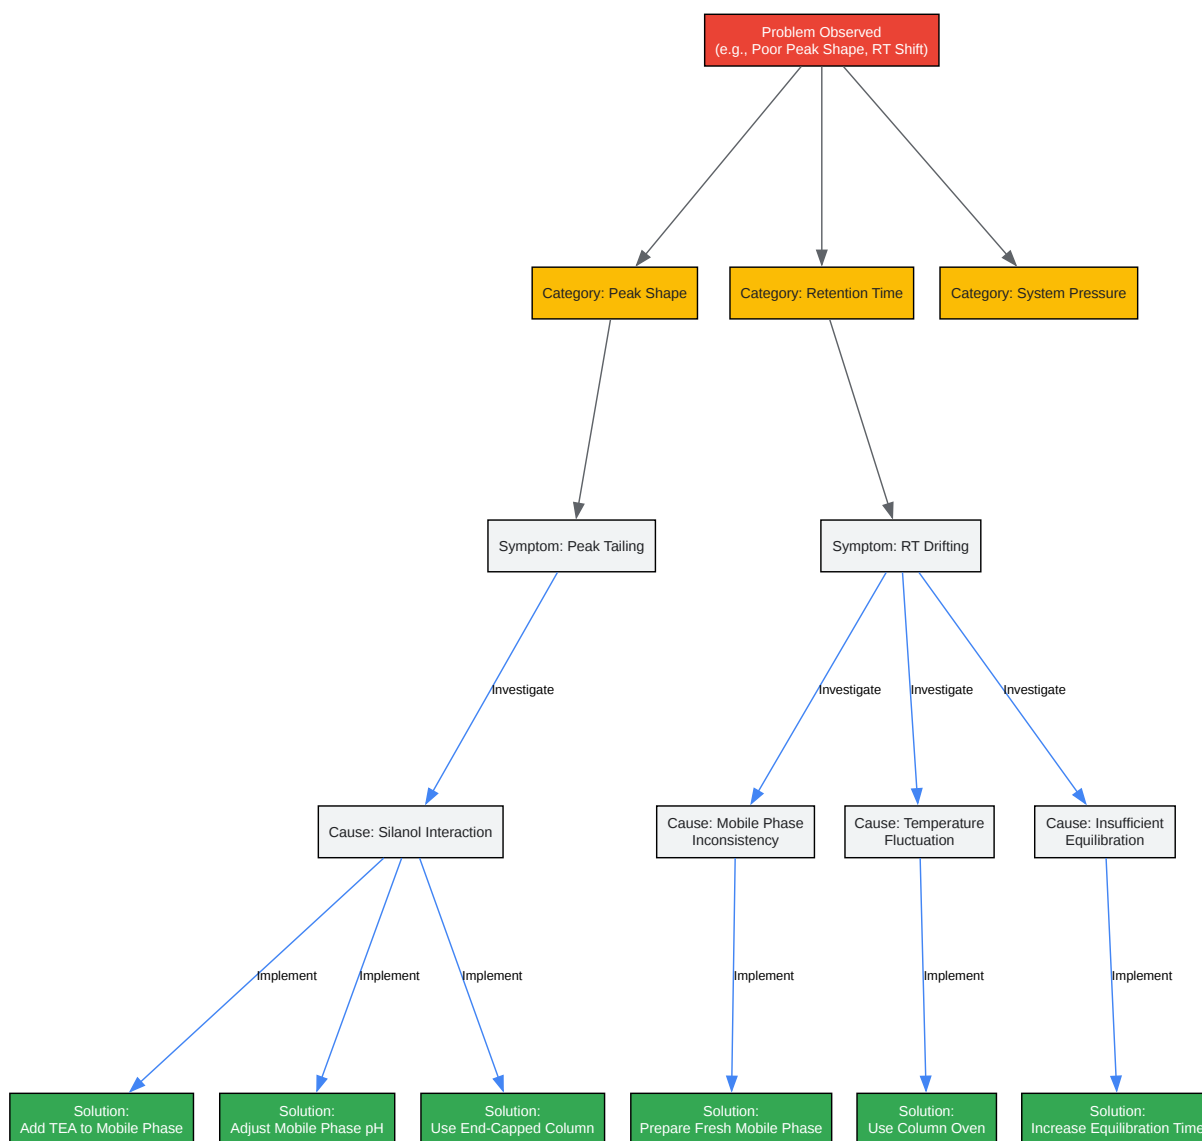 Problem Observed
(e.g., Poor Peak Shape, RT Shift)
Category: Peak Shape
Category: Retention Time
Category: System Pressure
Symptom: Peak Tailing
Symptom: RT Drifting
Investigate
Investigate
Investigate
Investigate
Cause: Silanol Interaction
Cause: Mobile Phase
Inconsistency
Cause: Temperature
Fluctuation
Cause: Insufficient
Equilibration
Implement
Implement
Implement
Implement
Implement
Implement
Solution:
Add TEA to Mobile Phase
Solution:
Adjust Mobile Phase pH
Solution:
Use End-Capped Column
Solution:
Prepare Fresh Mobile Phase
Solution:
Use Column Oven
Solution:
Increase Equilibration Time